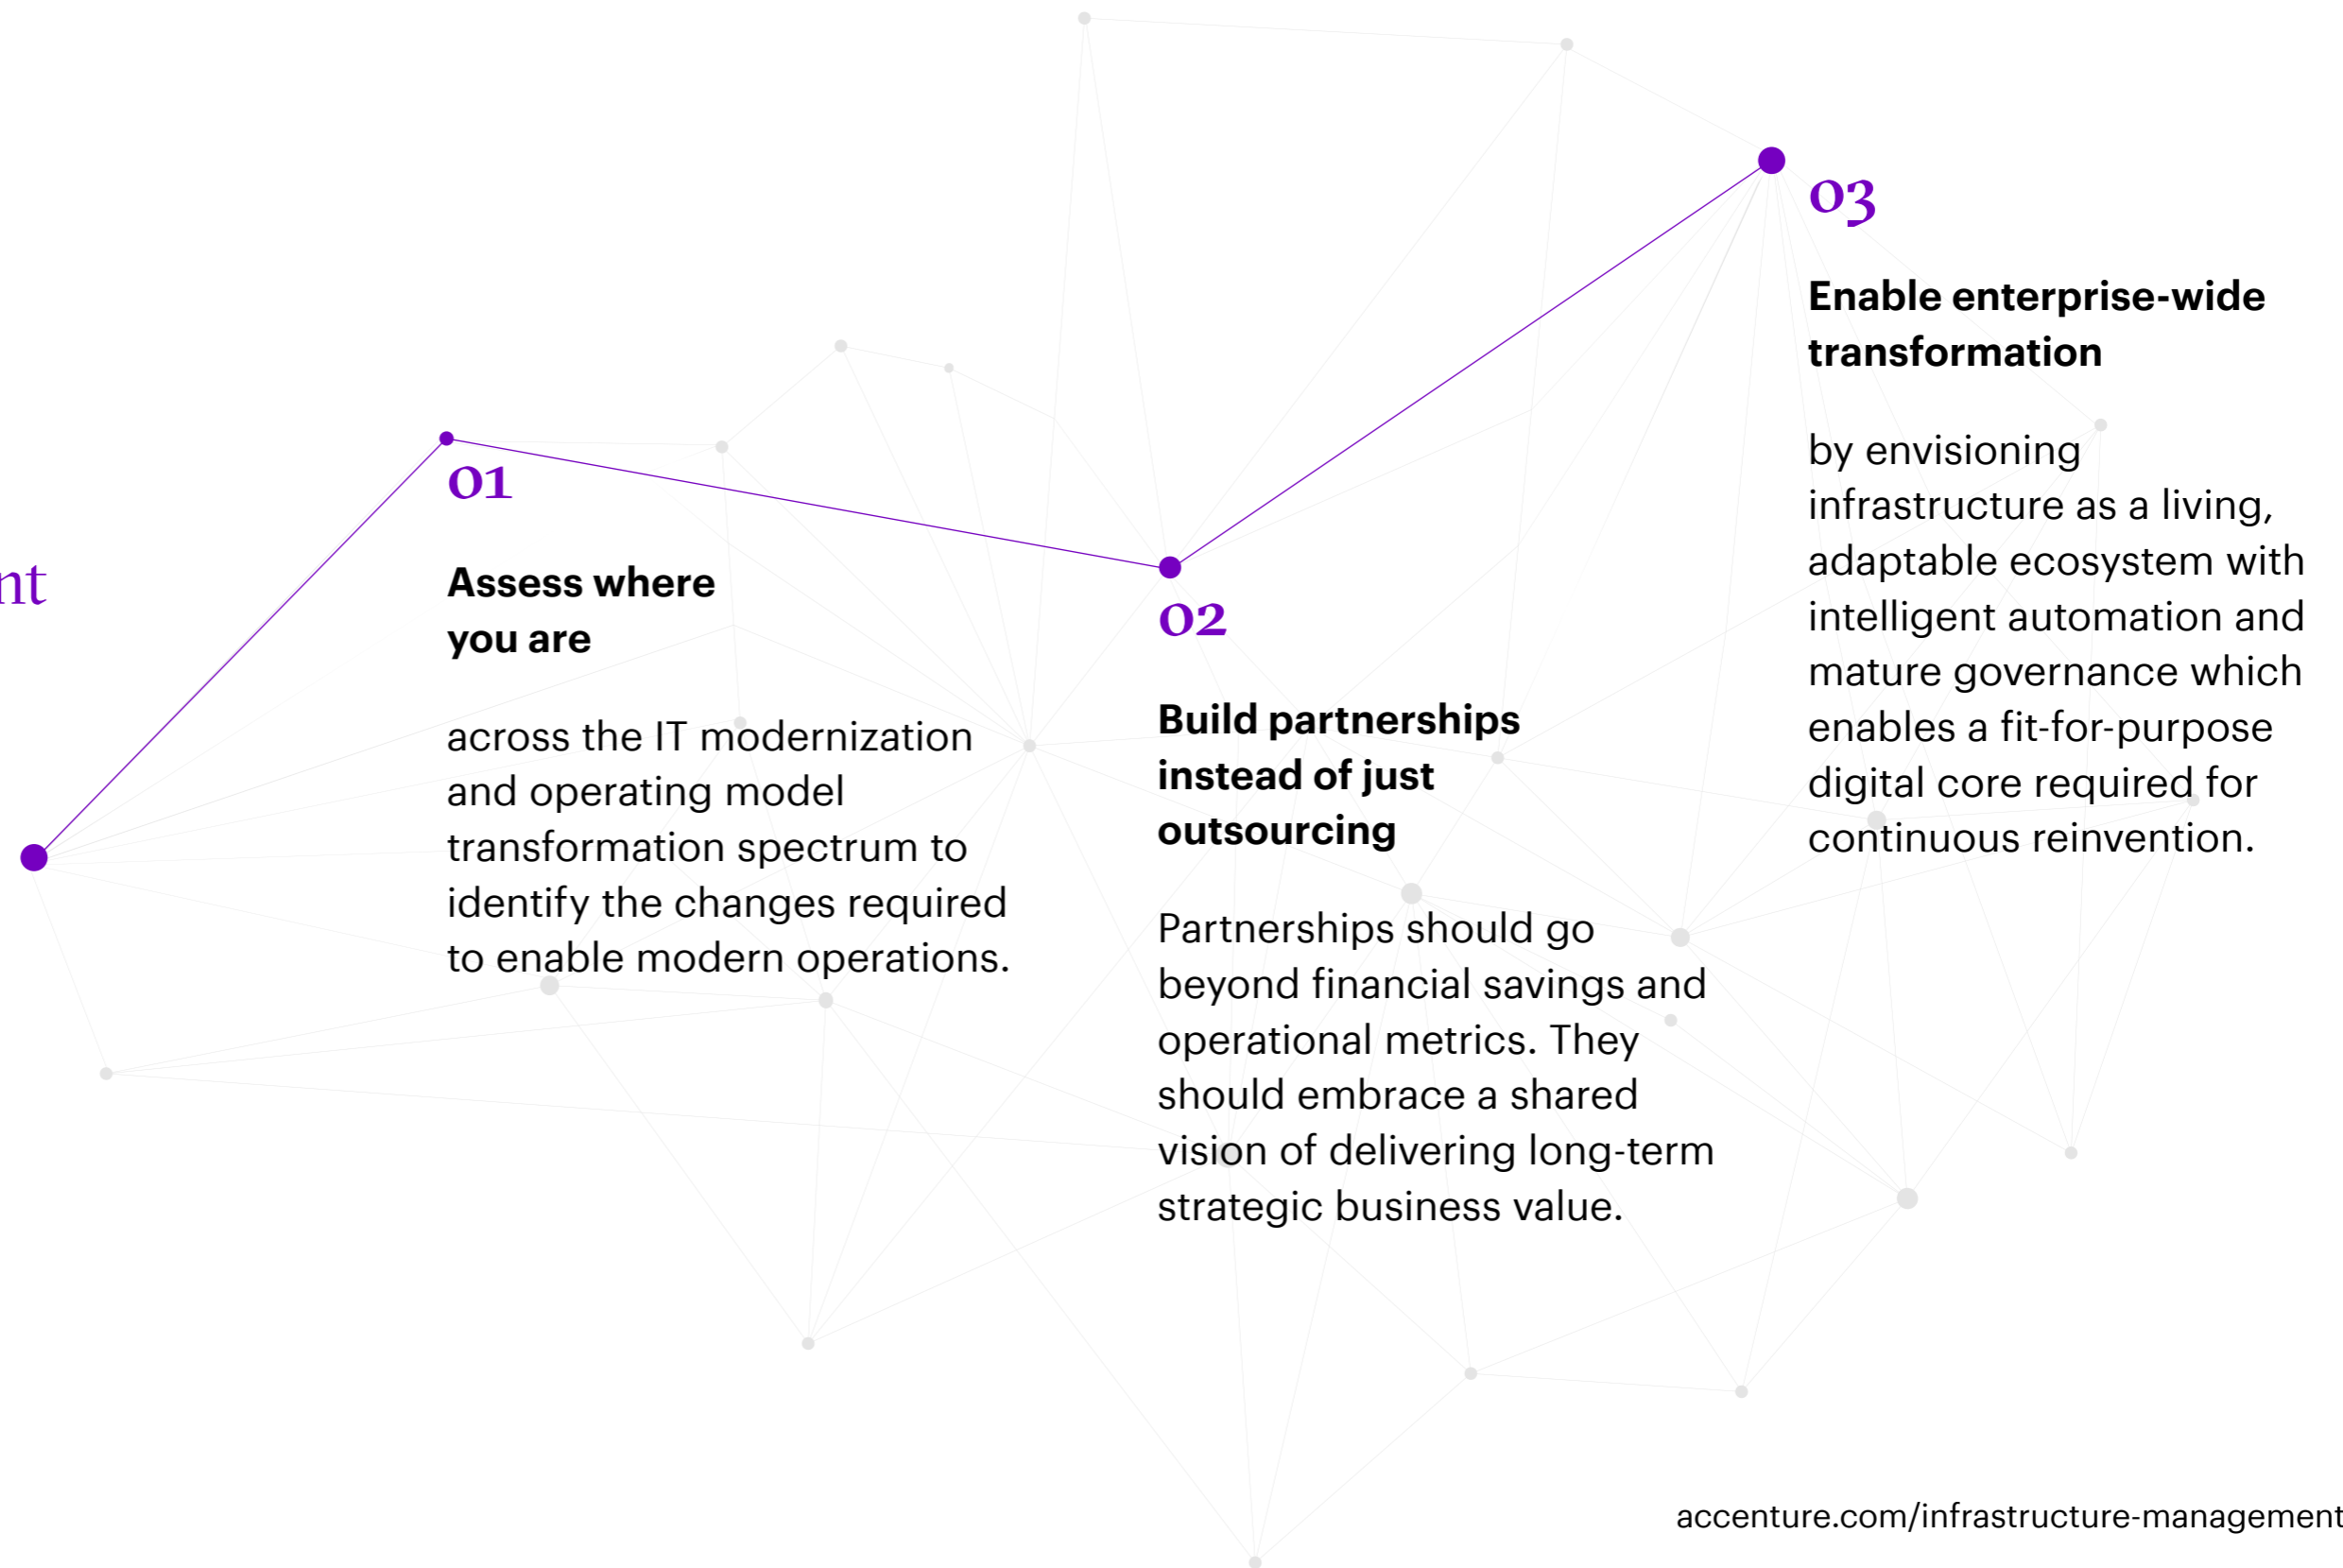 nt
01
Assess where
you are
across the IT modernization
and operating model
transformation spectrum to
identify the changes required
to enable modern operations.
02
Build partnerships
instead of just
outsourcing
Partnerships should go
beyond financial savings and
operational metrics. They
should embrace a shared
vision of delivering long-term
strategic business value.
03
Enable enterprise-wide
transformation
by envisioning
infrastructure as a living,
adaptable ecosystem with
intelligent automation and
mature governance which
enables a fit-for-purpose
digital core required for
continuous reinvention.
accenture.com/infrastructure-management